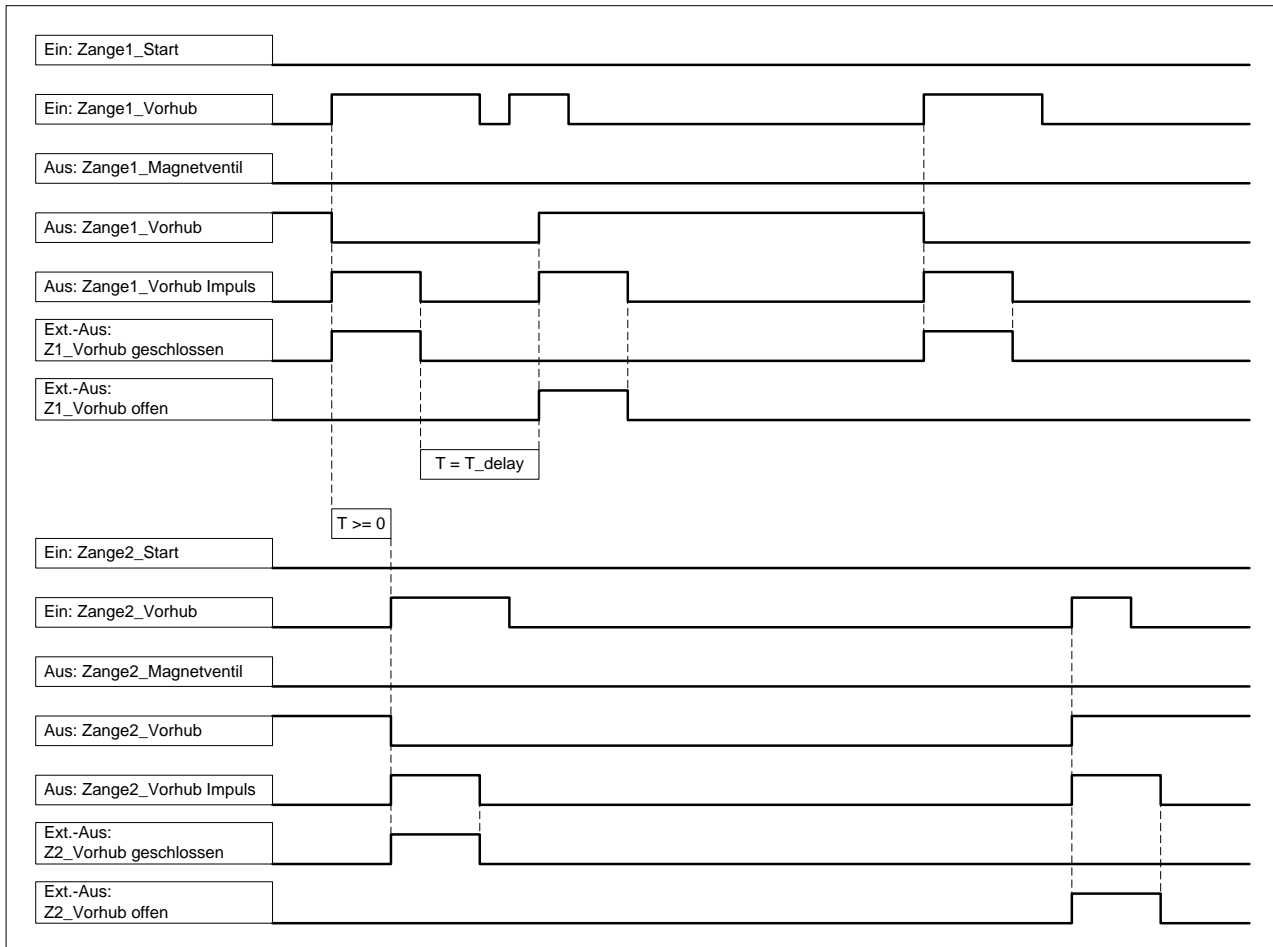 Ein: Zange1_Start
Ein: Zange1_Vorhub
Aus: Zange1_Magnetventil
Aus: Zange1_Vorhub
Aus: Zange1_Vorhub Impuls
Ext.-Aus:
Z1_Vorhub geschlossen
Ext.-Aus:
Z1_Vorhub offen
T = T_delay
T >= 0
Ein: Zange2_Start
Ein: Zange2_Vorhub
Aus: Zange2_Magnetventil
Aus: Zange2_Vorhub
Aus: Zange2_Vorhub Impuls
Ext.-Aus:
Z2_Vorhub geschlossen
Ext.-Aus:
Z2_Vorhub offen